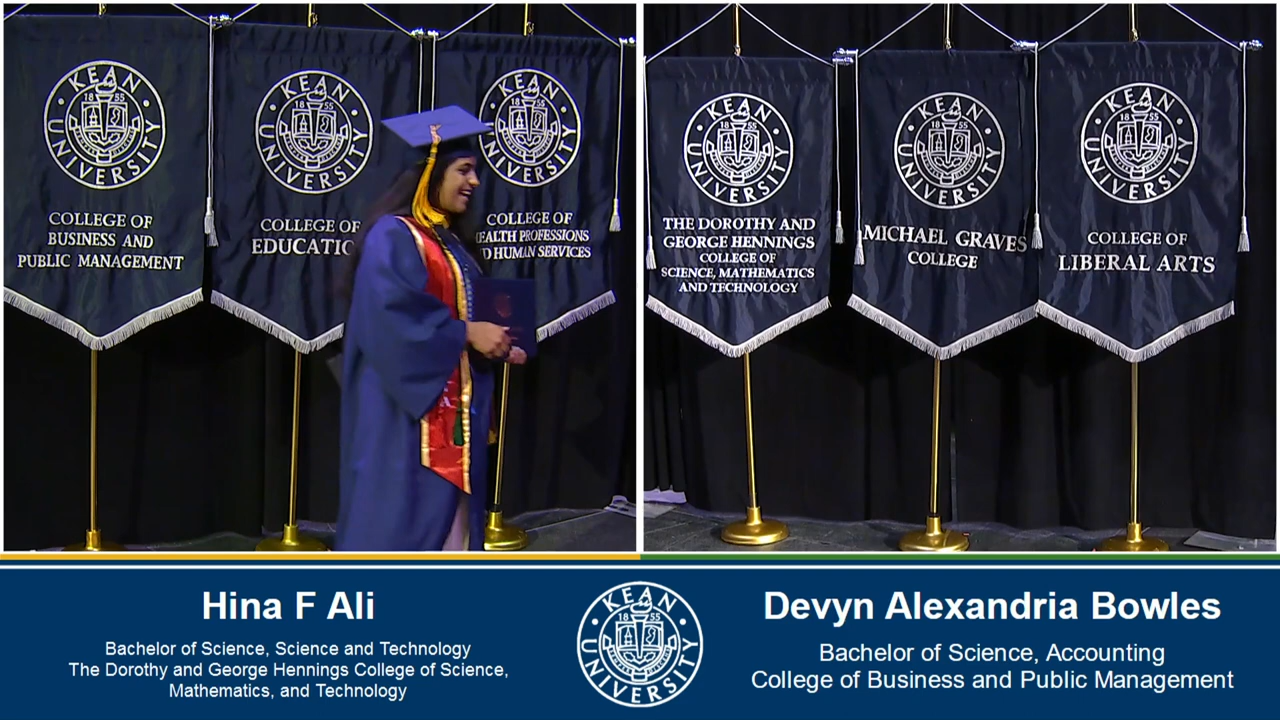 KEAN UNIVERSITY
1855
COLLEGE OF
BUSINESS AND
PUBLIC MANAGEMENT
KEAN UNIVERSITY
1855
COLLEGE OF
EDUCATIO
KEAN UNIVERSITY
1855
COLLEGE OF
EALTH PROFESSIONS
D HUMAN SERVICES
KEAN UNIVERSITY
1855
THE DOROTHY AND
GEORGE HENNINGS
COLLEGE OF
SCIENCE, MATHEMATICS
AND TECHNOLOGY
KEAN UNIVERSITY
1855
MICHAEL GRAVES
COLLEGE
KEAN UNIVERSITY
1855
COLLEGE OF
LIBERAL ARTS
Hina F Ali
Bachelor of Science, Science and Technology
The Dorothy and George Hennings College of Science,
Mathematics, and Technology
KEAN UNIVERSITY
1855
Devyn Alexandria Bowles
Bachelor of Science, Accounting
College of Business and Public Management